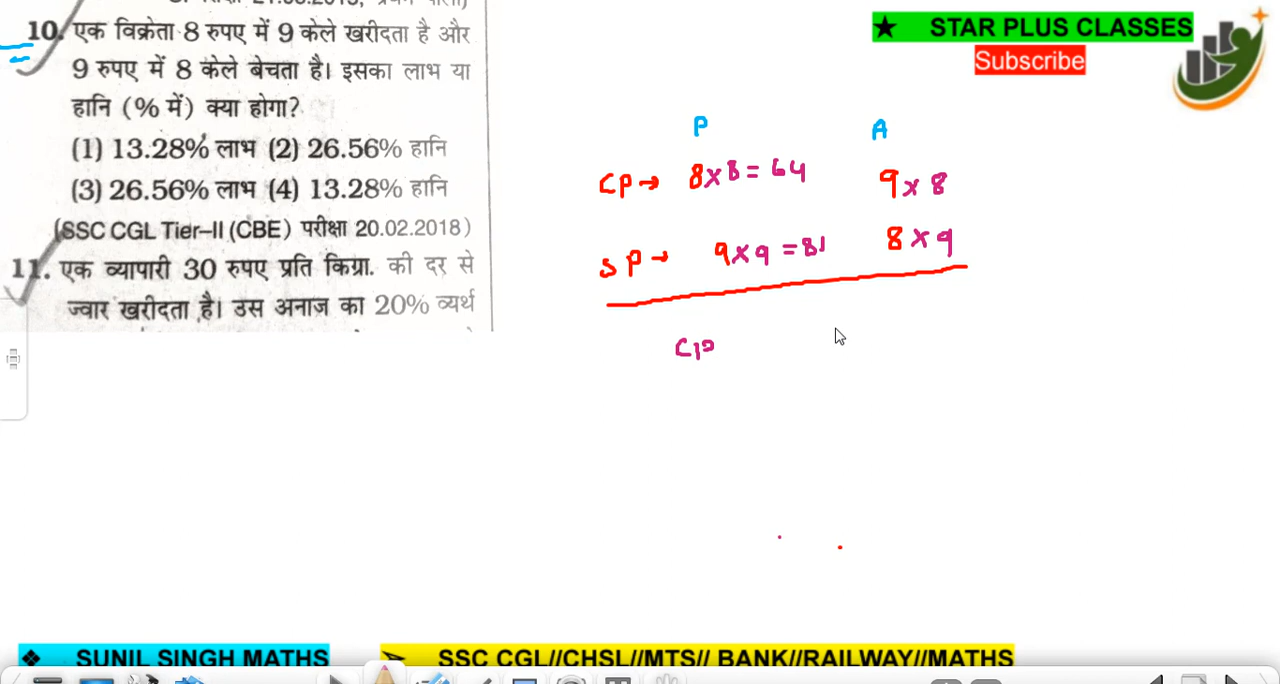 10. एक विक्रेता 8 रुपए में 9 केले खरीदता है और
9 रुपए में 8 केले बेचता है। इसका लाभ या
हानि (% में) क्या होगा?
(1) 13.28% लाभ (2) 26.56% हानि
(3) 26.56% लाभ (4) 13.28% हानि
(SSC CGL Tier–II (CBE) परीक्षा 20.02.2018)
11. एक व्यापारी 30 रुपए प्रति किग्रा. की दर से
ज्वार खरीदता है। उस अनाज का 20% व्यर्थ
★ STAR PLUS CLASSES
Subscribe
P A
CP → 8×8 = 64 9×8
SP → 9×9 = 81 8×9
CP
❖ SUNIL SINGH MATHS
➢ SSC CGL//CHSL//MTS// BANK//RAILWAY//MATHS